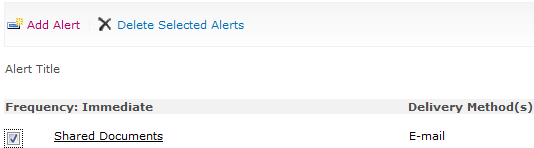 Add Alert | Delete Selected Alerts
Alert Title
Frequency: Immediate Delivery Method(s)
Shared Documents E-mail